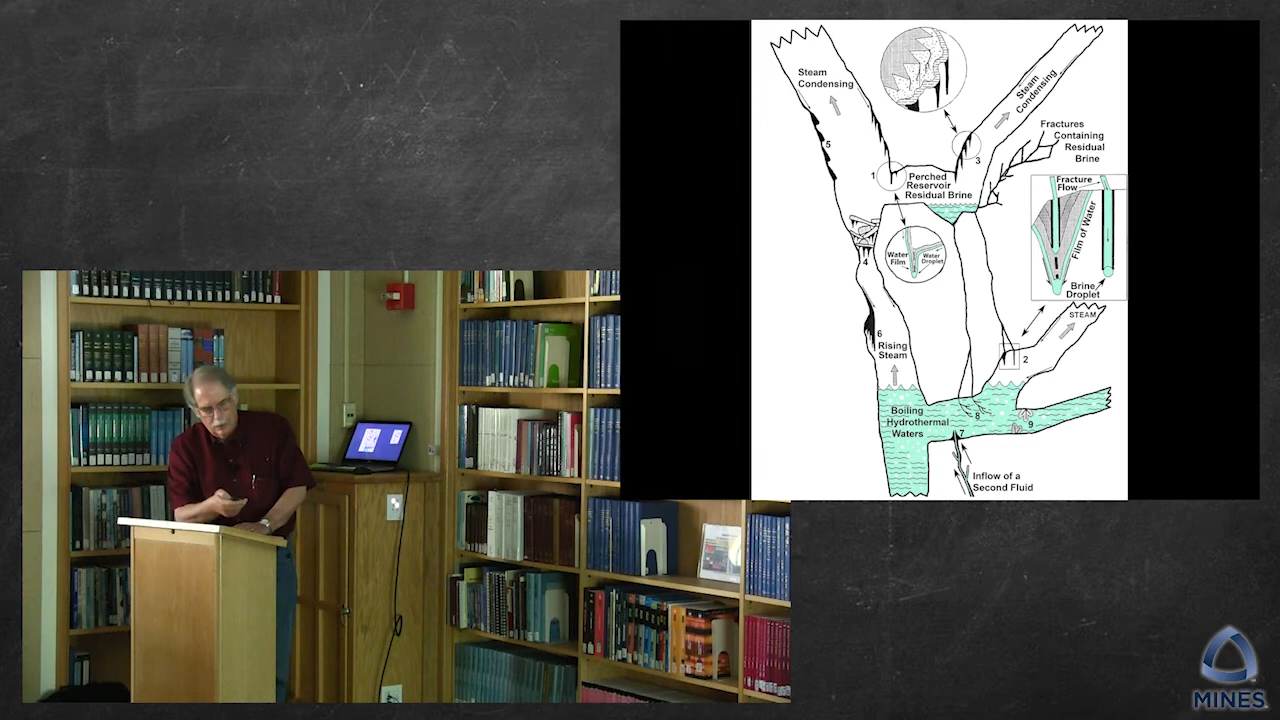 Steam
Condensing
Steam
Condensing
Fractures
Containing
Residual
Brine
5
3
1
Perched
Reservoir
Residual Brine
Fracture
Flow
Film of Water
Water
Film
Water
Droplet
4
Brine
Droplet
STEAM
6
Rising
Steam
2
Boiling
Hydrothermal
Waters
8
9
7
Inflow of a
Second Fluid
MINES